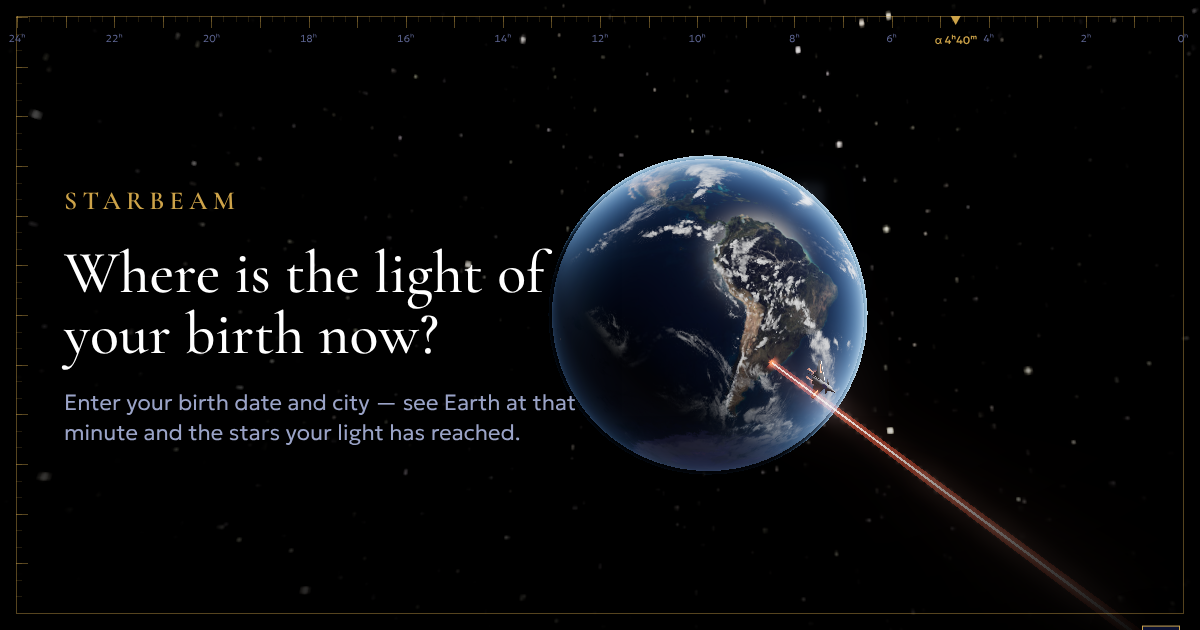 24ʰ 22ʰ 20ʰ 18ʰ 16ʰ 14ʰ 12ʰ 10ʰ 8ʰ 6ʰ α 4ʰ40ᵐ 4ʰ 2ʰ 0ʰ
STARBEAM
Where is the light of
your birth now?
Enter your birth date and city — see Earth at that
minute and the stars your light has reached.